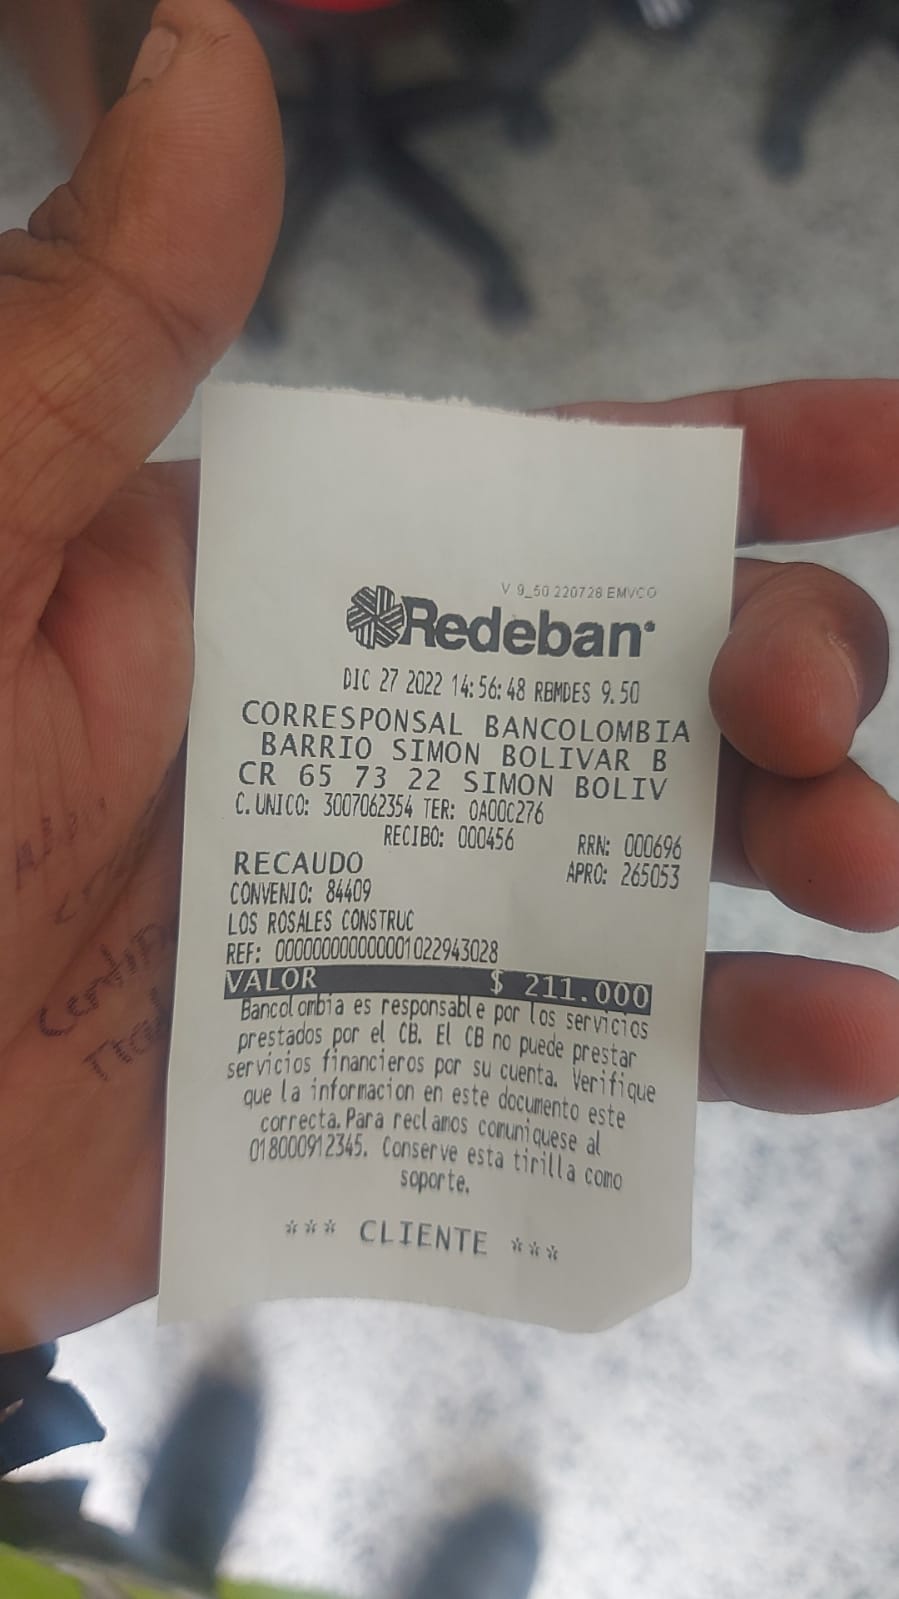 V 9_50 220728 EMVCO
Redeban
DIC 27 2022 14:56:48 RBMDES 9.50
CORRESPONSAL BANCOLOMBIA
BARRIO SIMON BOLIVAR B
CR 65 73 22 SIMON BOLIV
C. UNICO: 3007062354 TER: 0A00C276
RECIBO: 000456 RRN: 000696
RECAUDO APRO: 265053
CONVENIO: 84409
LOS ROSALES CONSTRUC
REF: 00000000000001022943028
VALOR $ 211.000
Bancolombia es responsable por los servicios
prestados por el CB. El CB no puede prestar
servicios financieros por su cuenta. Verifique
que la informacion en este documento este
correcta. Para reclamos comuniquese al
018000912345. Conserve esta tirilla como
soporte.
*** CLIENTE ***